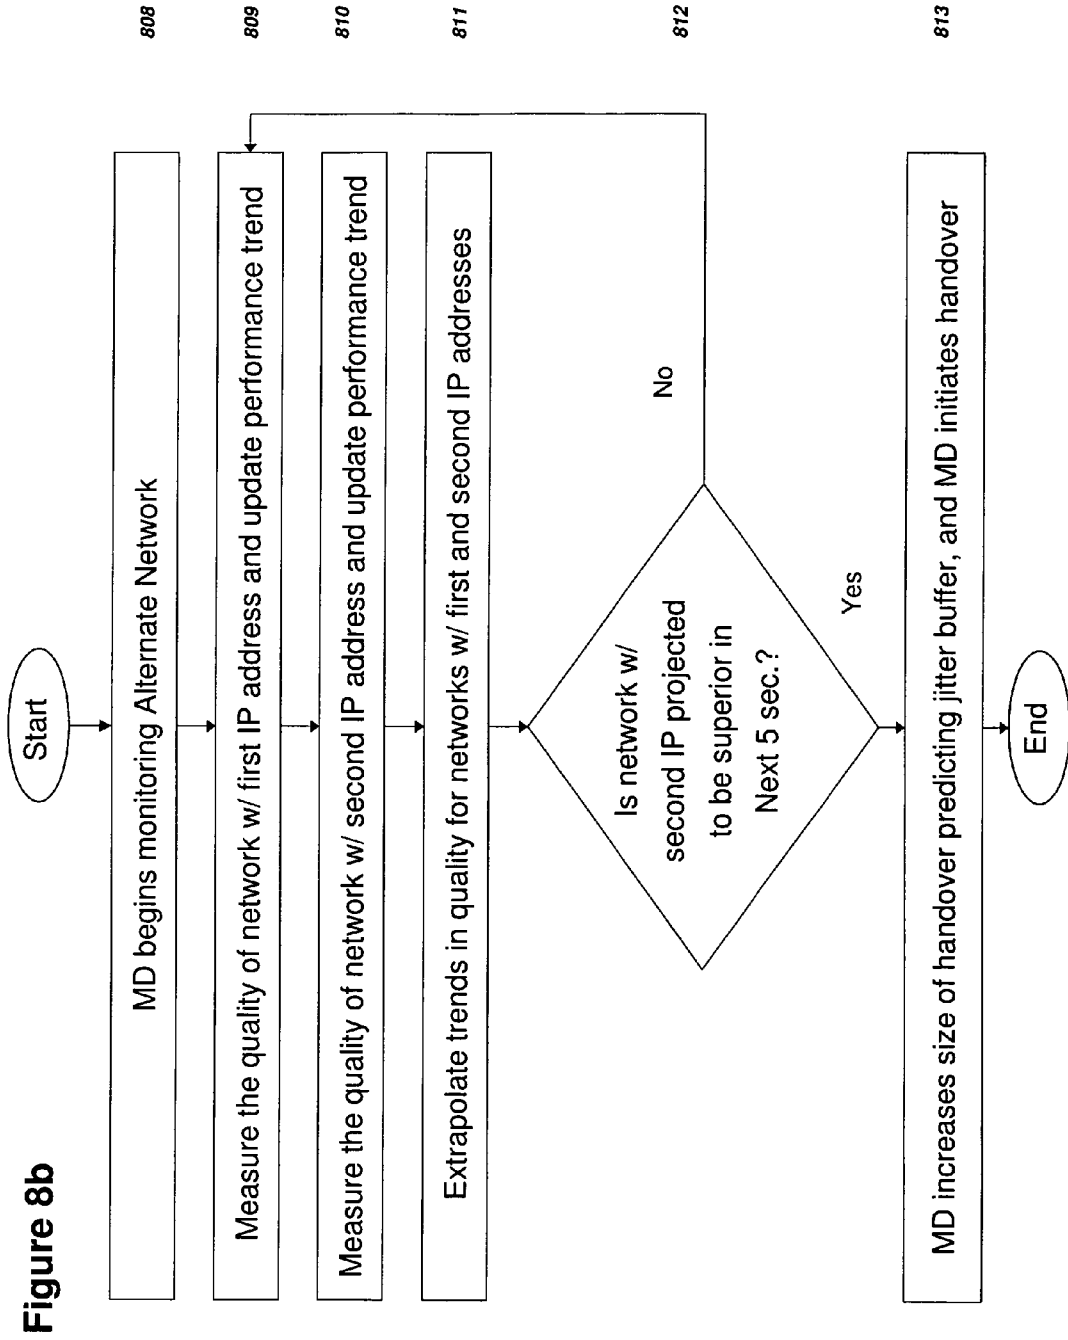 Figure 8b
Start
MD begins monitoring Alternate Network
808
Measure the quality of network w/ first IP address and update performance trend
809
Measure the quality of network w/ second IP address and update performance trend
810
Extrapolate trends in quality for networks w/ first and second IP addresses
811
Is network w/
second IP projected
to be superior in
Next 5 sec.?
812
No
Yes
MD increases size of handover predicting jitter buffer, and MD initiates handover
813
End